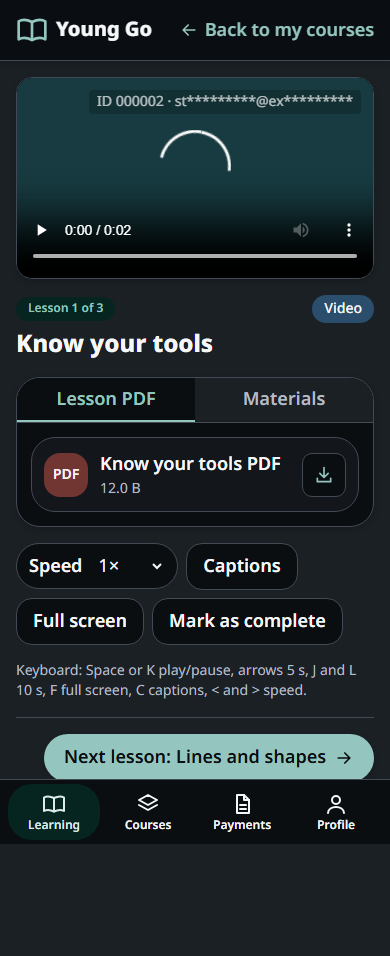 Young Go
Back to my courses
ID 000002 · st*********@ex*********
0:00 / 0:02
Lesson 1 of 3
Video
Know your tools
Lesson PDF
Materials
PDF
Know your tools PDF
12.0 B
Speed 1×
Captions
Full screen
Mark as complete
Keyboard: Space or K play/pause, arrows 5 s, J and L
10 s, F full screen, C captions, < and > speed.
Next lesson: Lines and shapes →
Learning
Courses
Payments
Profile